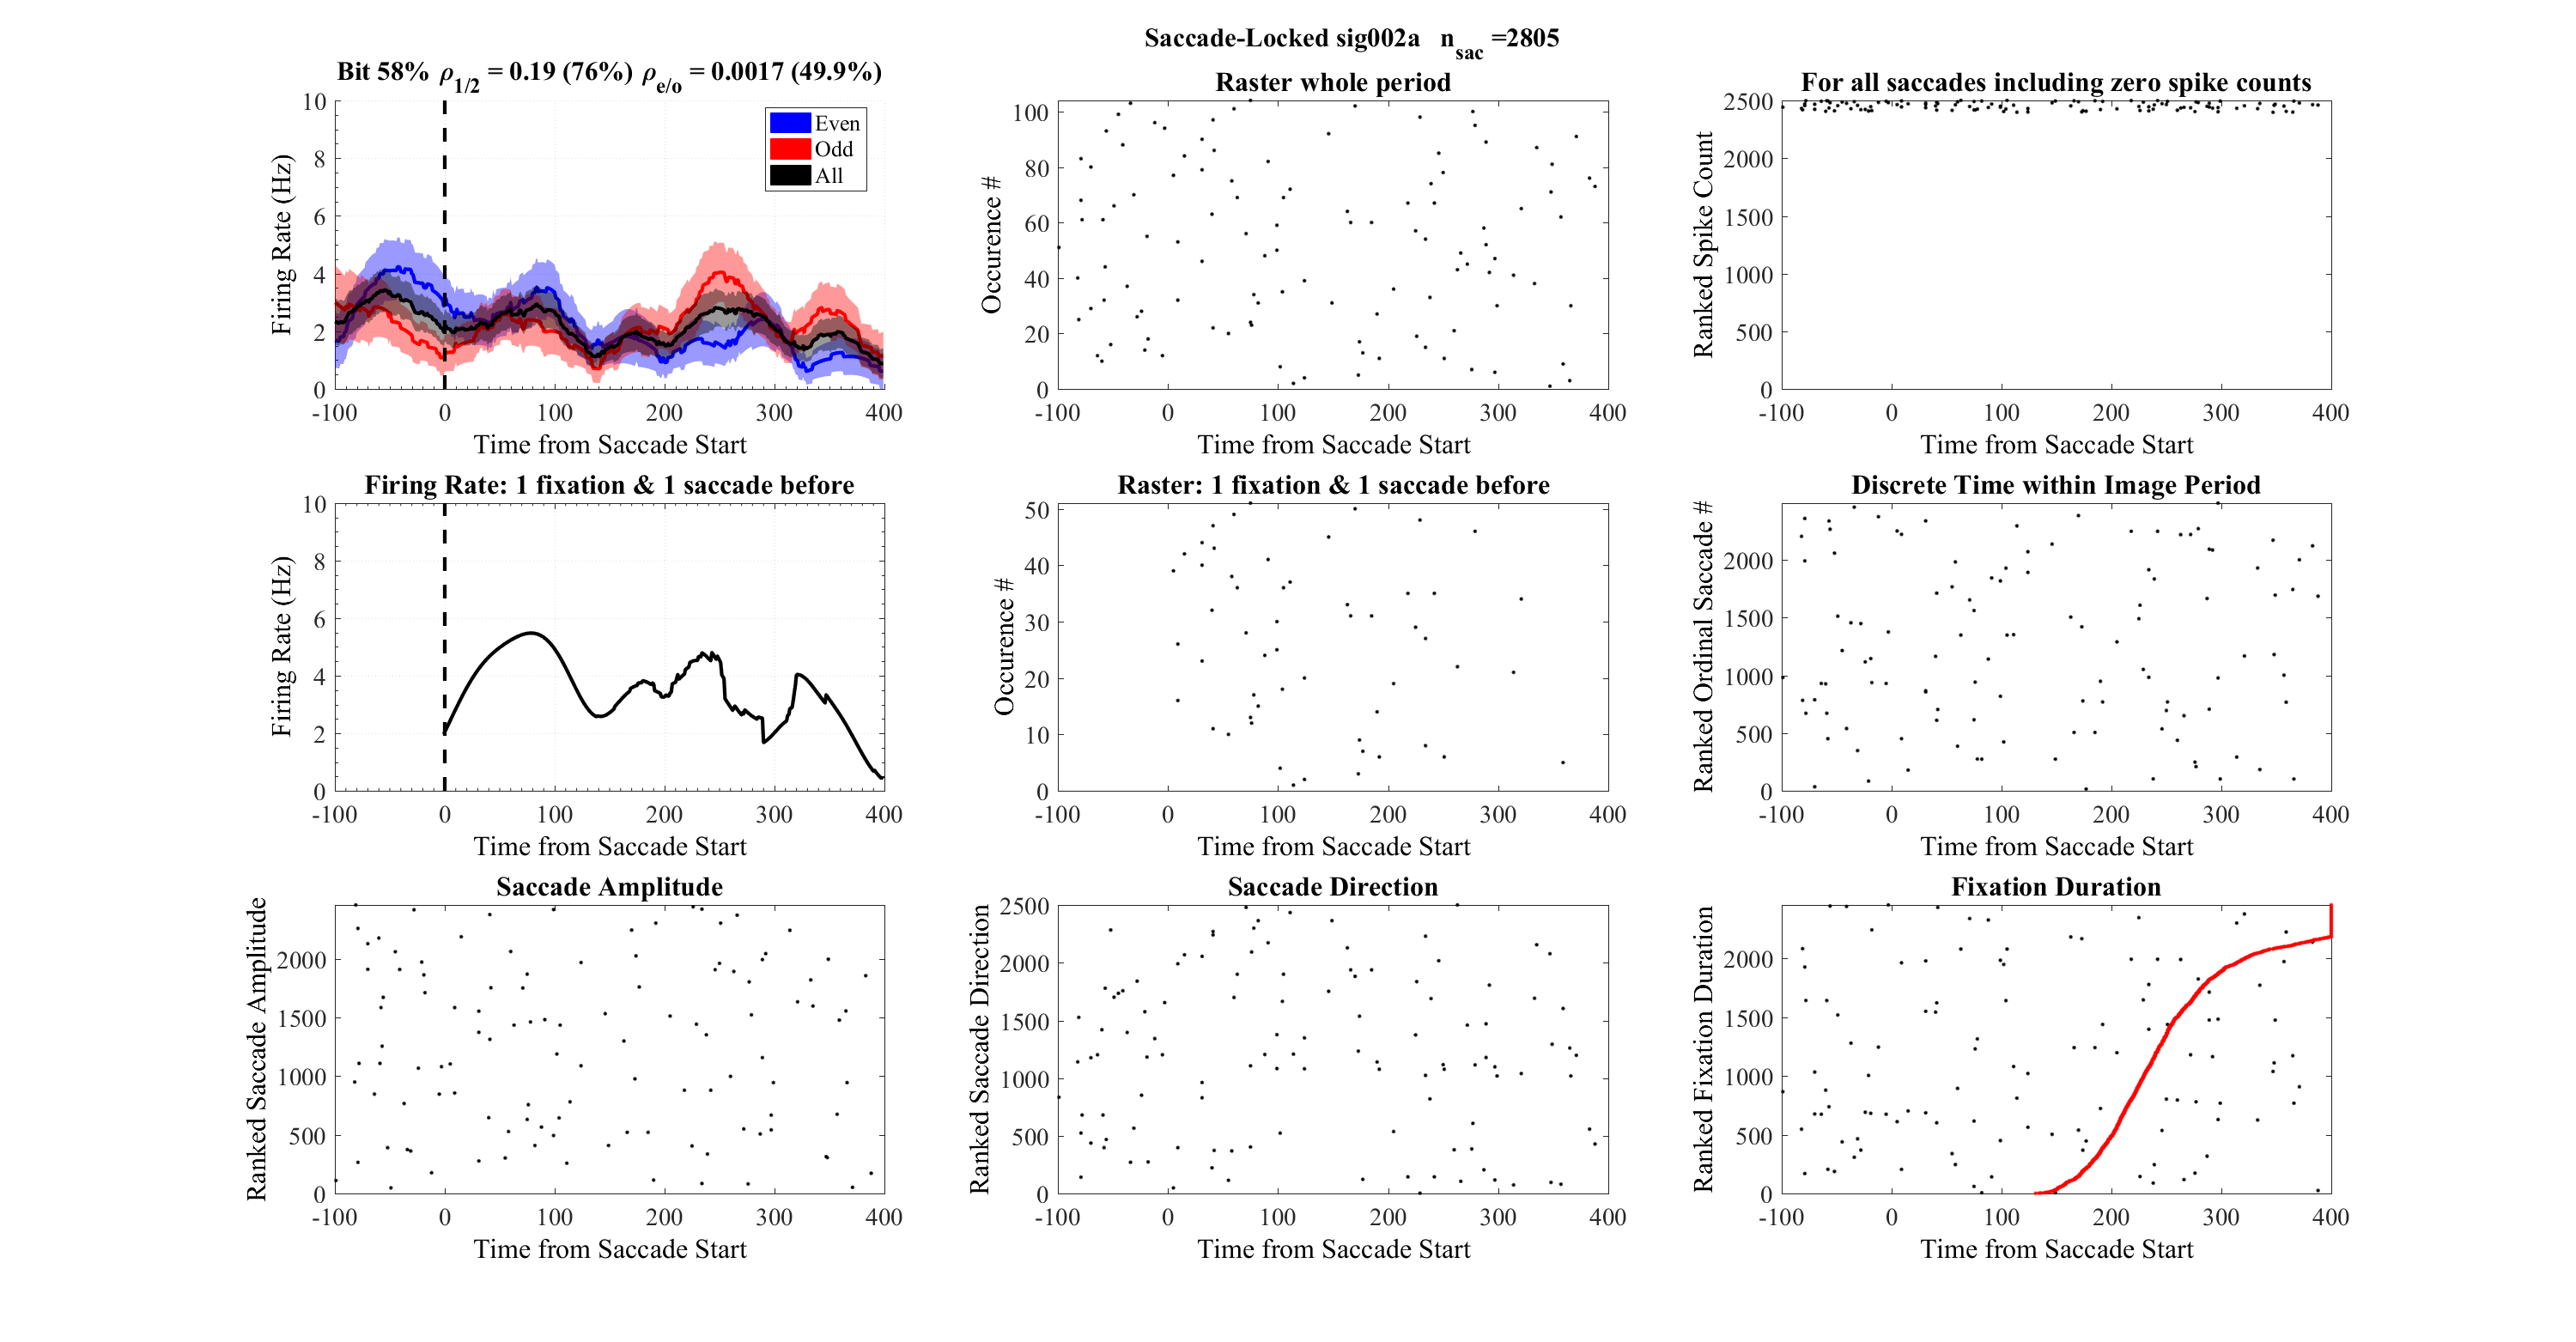 Saccade-Locked sig002a n_sac =2805
Bit 58% ρ_1/2 = 0.19 (76%) ρ_e/o = 0.0017 (49.9%)
Firing Rate (Hz)
10
8
6
4
2
0
Even
Odd
All
-100 0 100 200 300 400
Time from Saccade Start
Raster whole period
Occurence #
100
80
60
40
20
0
-100 0 100 200 300 400
Time from Saccade Start
For all saccades including zero spike counts
Ranked Spike Count
2500
2000
1500
1000
500
0
-100 0 100 200 300 400
Time from Saccade Start
Firing Rate: 1 fixation & 1 saccade before
Firing Rate (Hz)
10
8
6
4
2
0
-100 0 100 200 300 400
Time from Saccade Start
Raster: 1 fixation & 1 saccade before
Occurence #
50
40
30
20
10
0
-100 0 100 200 300 400
Time from Saccade Start
Discrete Time within Image Period
Ranked Ordinal Saccade #
2000
1500
1000
500
0
-100 0 100 200 300 400
Time from Saccade Start
Saccade Amplitude
Ranked Saccade Amplitude
2000
1500
1000
500
0
-100 0 100 200 300 400
Time from Saccade Start
Saccade Direction
Ranked Saccade Direction
2500
2000
1500
1000
500
0
-100 0 100 200 300 400
Time from Saccade Start
Fixation Duration
Ranked Fixation Duration
2000
1500
1000
500
0
-100 0 100 200 300 400
Time from Saccade Start